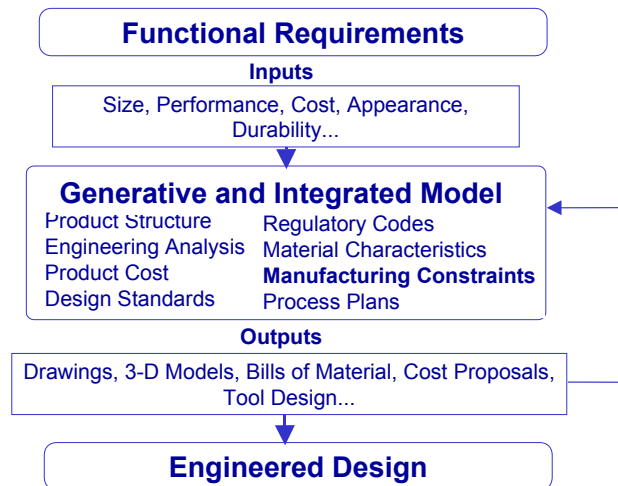 Functional Requirements
Inputs
Size, Performance, Cost, Appearance,
Durability...
Generative and Integrated Model
Product Structure
Engineering Analysis
Product Cost
Design Standards
Regulatory Codes
Material Characteristics
Manufacturing Constraints
Process Plans
Outputs
Drawings, 3-D Models, Bills of Material, Cost Proposals,
Tool Design...
Engineered Design